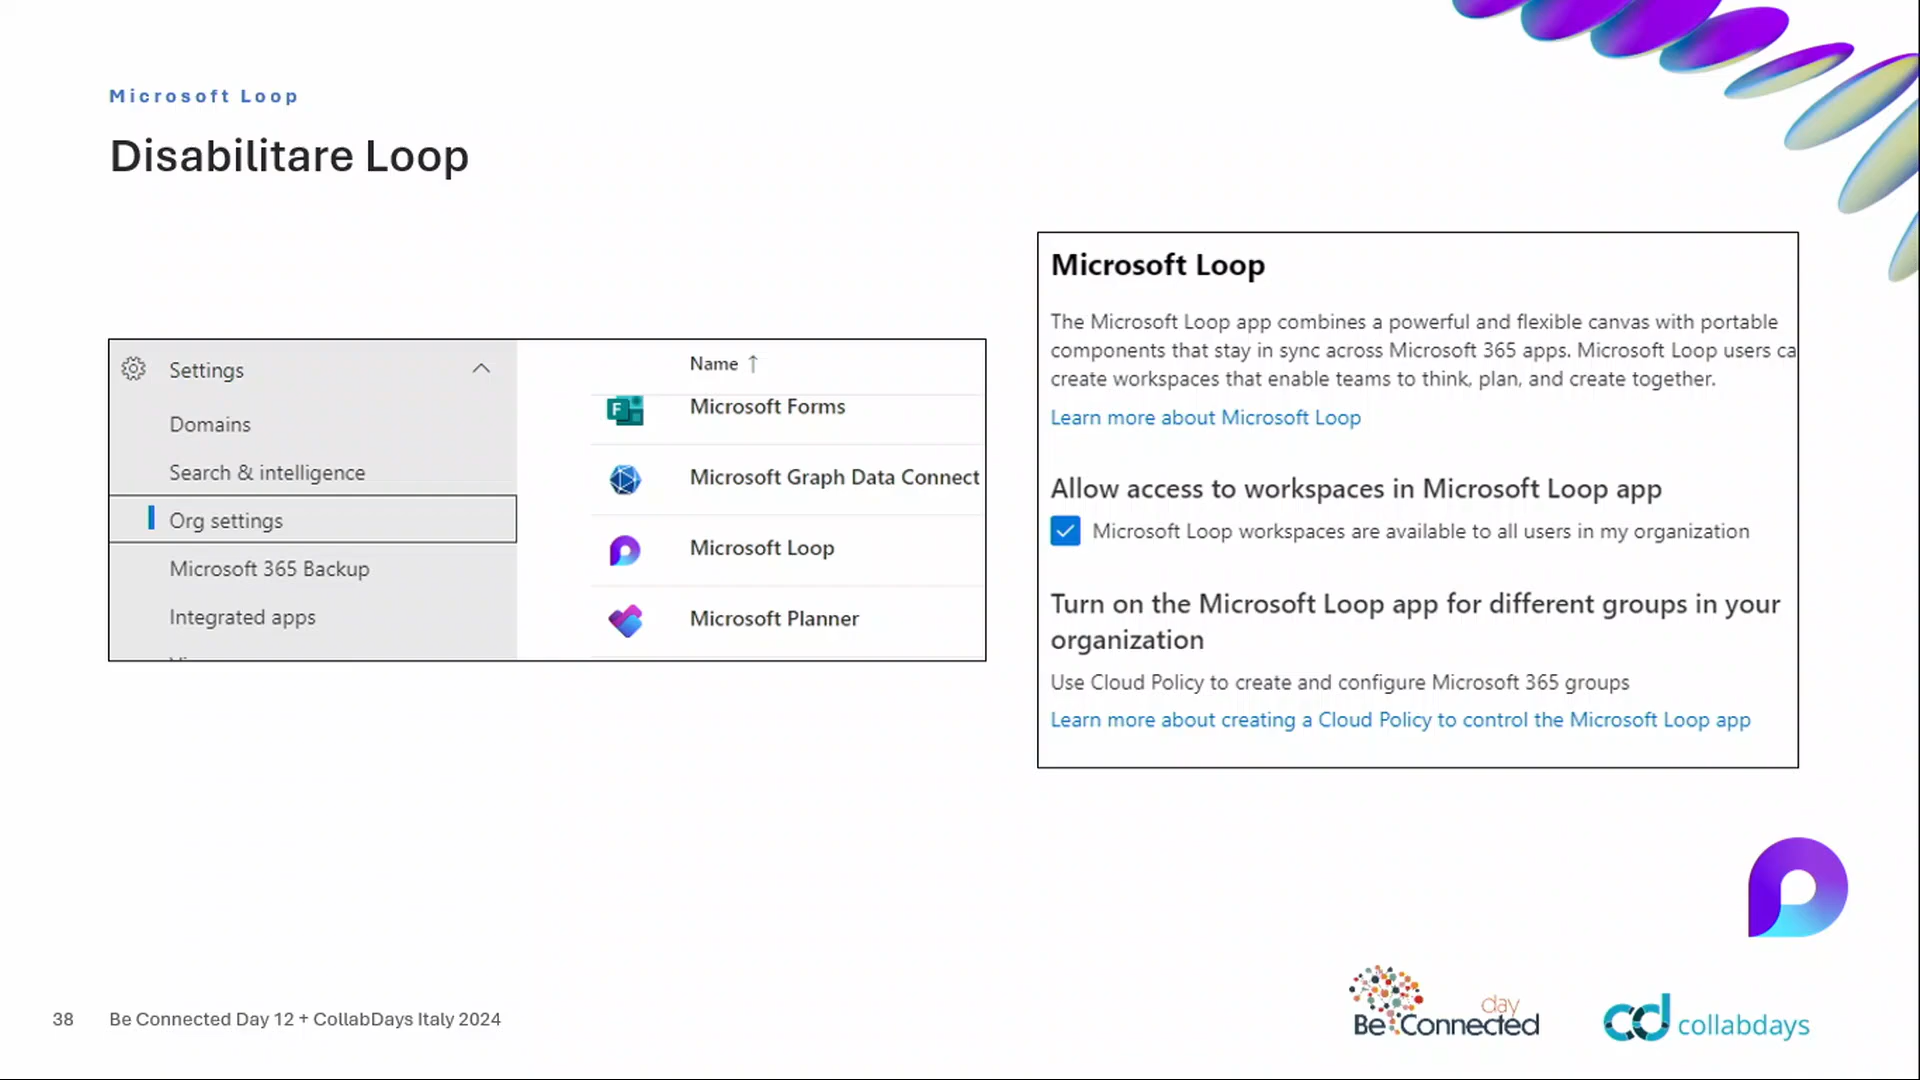 Microsoft Loop
Disabilitare Loop
Settings
Domains
Search & intelligence
Org settings
Microsoft 365 Backup
Integrated apps
Name ↑
Microsoft Forms
Microsoft Graph Data Connect
Microsoft Loop
Microsoft Planner
Microsoft Loop
The Microsoft Loop app combines a powerful and flexible canvas with portable
components that stay in sync across Microsoft 365 apps. Microsoft Loop users ca
create workspaces that enable teams to think, plan, and create together.
Learn more about Microsoft Loop
Allow access to workspaces in Microsoft Loop app
Microsoft Loop workspaces are available to all users in my organization
Turn on the Microsoft Loop app for different groups in your
organization
Use Cloud Policy to create and configure Microsoft 365 groups
Learn more about creating a Cloud Policy to control the Microsoft Loop app
38 Be Connected Day 12 + CollabDays Italy 2024
day
Be Connected
cd collabdays